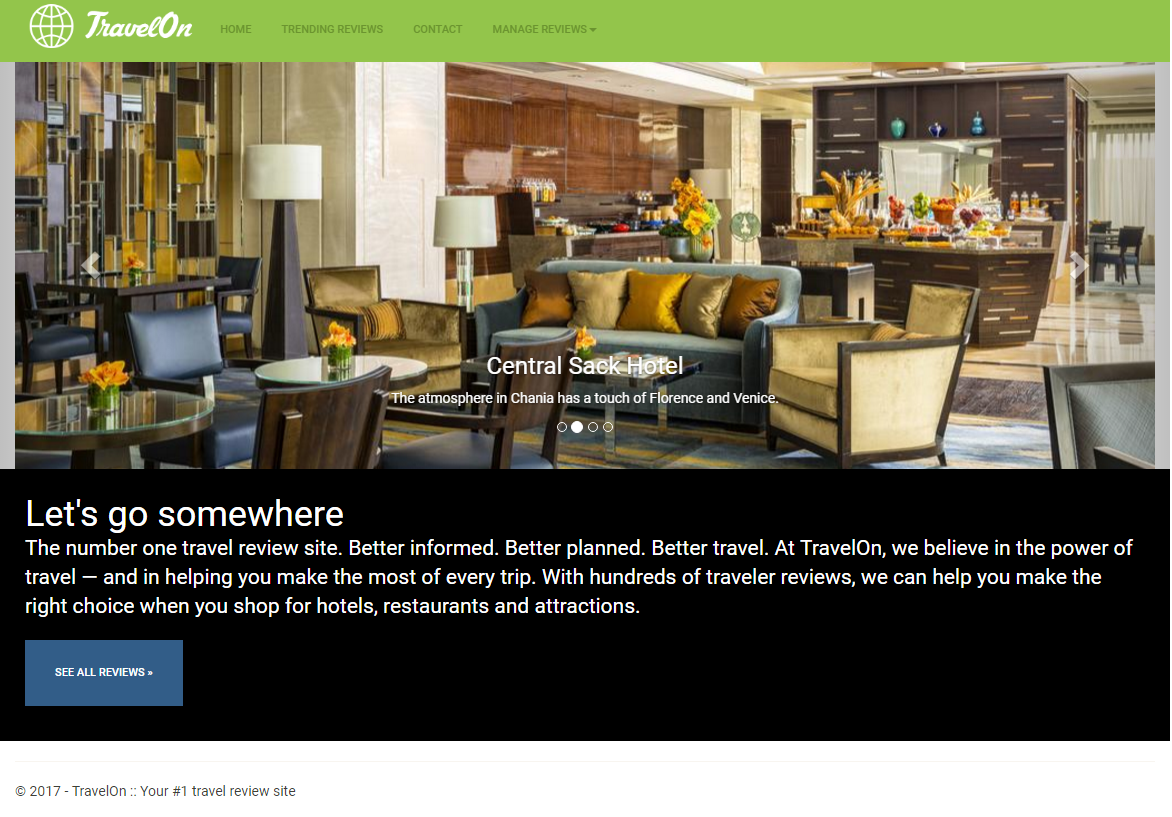 TravelOn
HOME TRENDING REVIEWS CONTACT MANAGE REVIEWS
Central Sack Hotel
The atmosphere in Chania has a touch of Florence and Venice.
Let's go somewhere
The number one travel review site. Better informed. Better planned. Better travel. At TravelOn, we believe in the power of
travel — and in helping you make the most of every trip. With hundreds of traveler reviews, we can help you make the
right choice when you shop for hotels, restaurants and attractions.
SEE ALL REVIEWS »
© 2017 - TravelOn :: Your #1 travel review site